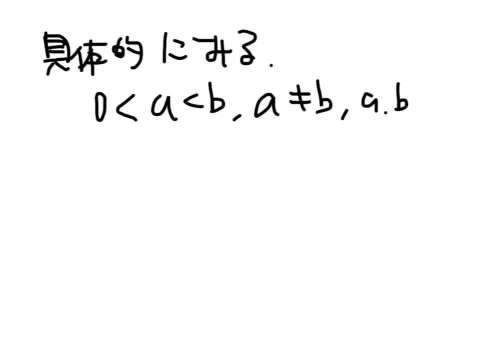 具体的にみる.
0 < a < b, a ≠ b, a.b